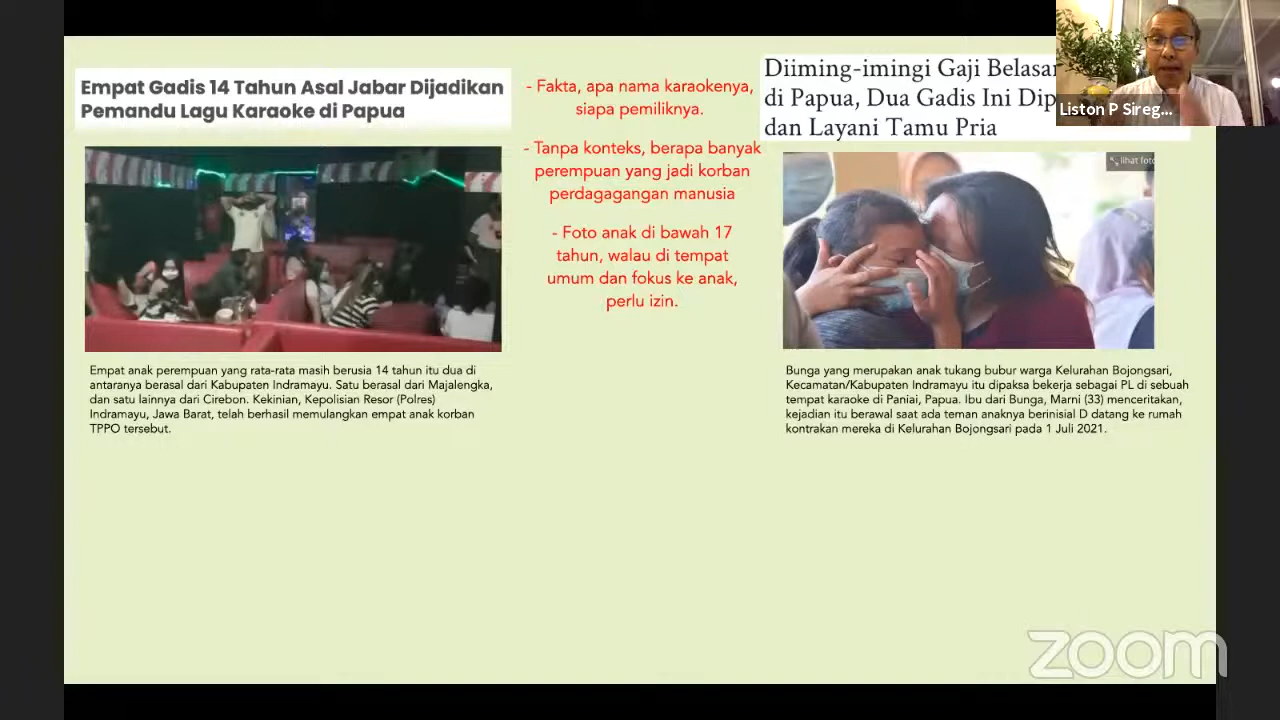 Empat Gadis 14 Tahun Asal Jabar Dijadikan
Pemandu Lagu Karaoke di Papua
Empat anak perempuan yang rata-rata masih berusia 14 tahun itu dua di
antaranya berasal dari Kabupaten Indramayu. Satu berasal dari Majalengka,
dan satu lainnya dari Cirebon. Kekinian, Kepolisian Resor (Polres)
Indramayu, Jawa Barat, telah berhasil memulangkan empat anak korban
TPPO tersebut.
- Fakta, apa nama karaokenya,
siapa pemiliknya.
- Tanpa konteks, berapa banyak
perempuan yang jadi korban
perdagagangan manusia
- Foto anak di bawah 17
tahun, walau di tempat
umum dan fokus ke anak,
perlu izin.
Diiming-imingi Gaji
di Papua, Dua Gadis Ini
dan Layani Tamu Pria
lihat
Bunga yang merupakan anak tukang bubur warga Kelurahan Bojongsari,
Kecamatan/Kabupaten Indramayu itu dipaksa bekerja sebagai PL di sebuah
tempat karaoke di Paniai, Papua. Ibu dari Bunga, Marni (33) menceritakan,
kejadian itu berawal saat ada teman anaknya berinisial D datang ke rumah
kontrakan mereka di Kelurahan Bojongsari pada 1 Juli 2021.
Liston P Sireg...
zoom